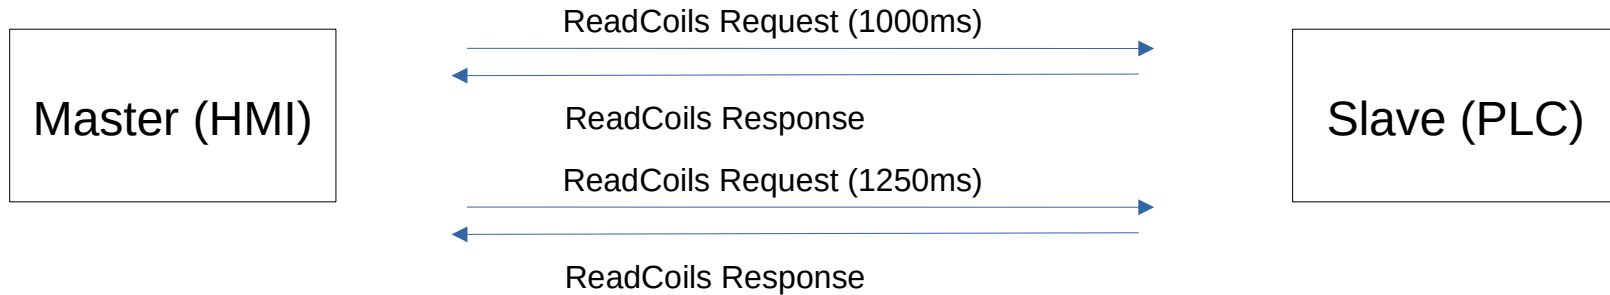 ReadCoils Request (1000ms)
Master (HMI)
Slave (PLC)
ReadCoils Response
ReadCoils Request (1250ms)
ReadCoils Response